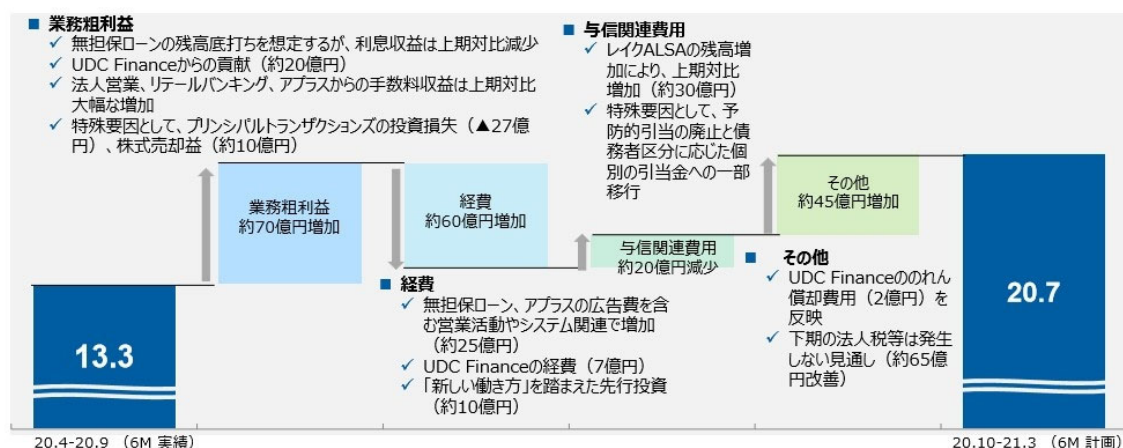 ■ 業務粗利益
✓ 無担保ローンの残高底打ちを想定するが、利息収益は上期対比減少
✓ UDC Financeからの貢献（約20億円）
✓ 法人営業、リテールバンキング、アプラスからの手数料収益は上期対比
大幅な増加
✓ 特殊要因として、プリンシパルトランザクションズの投資損失（▲27億
円）、株式売却益（約10億円）
■ 与信関連費用
✓ レイクALSAの残高増
加により、上期対比
増加（約30億円）
✓ 特殊要因として、予
防的引当の廃止と債
務者区分に応じた個
別の引当金への一部
移行
業務粗利益
約70億円増加
経費
約60億円増加
与信関連費用
約20億円減少
その他
約45億円増加
■ 経費
✓ 無担保ローン、アプラスの広告費を含
む営業活動やシステム関連で増加
（約25億円）
✓ UDC Financeの経費（7億円）
✓ 「新しい働き方」を踏まえた先行投資
（約10億円）
■ その他
✓ UDC Financeののれん
償却費用（2億円）を
反映
✓ 下期の法人税等は発生
しない見通し（約65億
円改善）
13.3
20.7
20.4-20.9 （6M 実績）
20.10-21.3 （6M 計画）